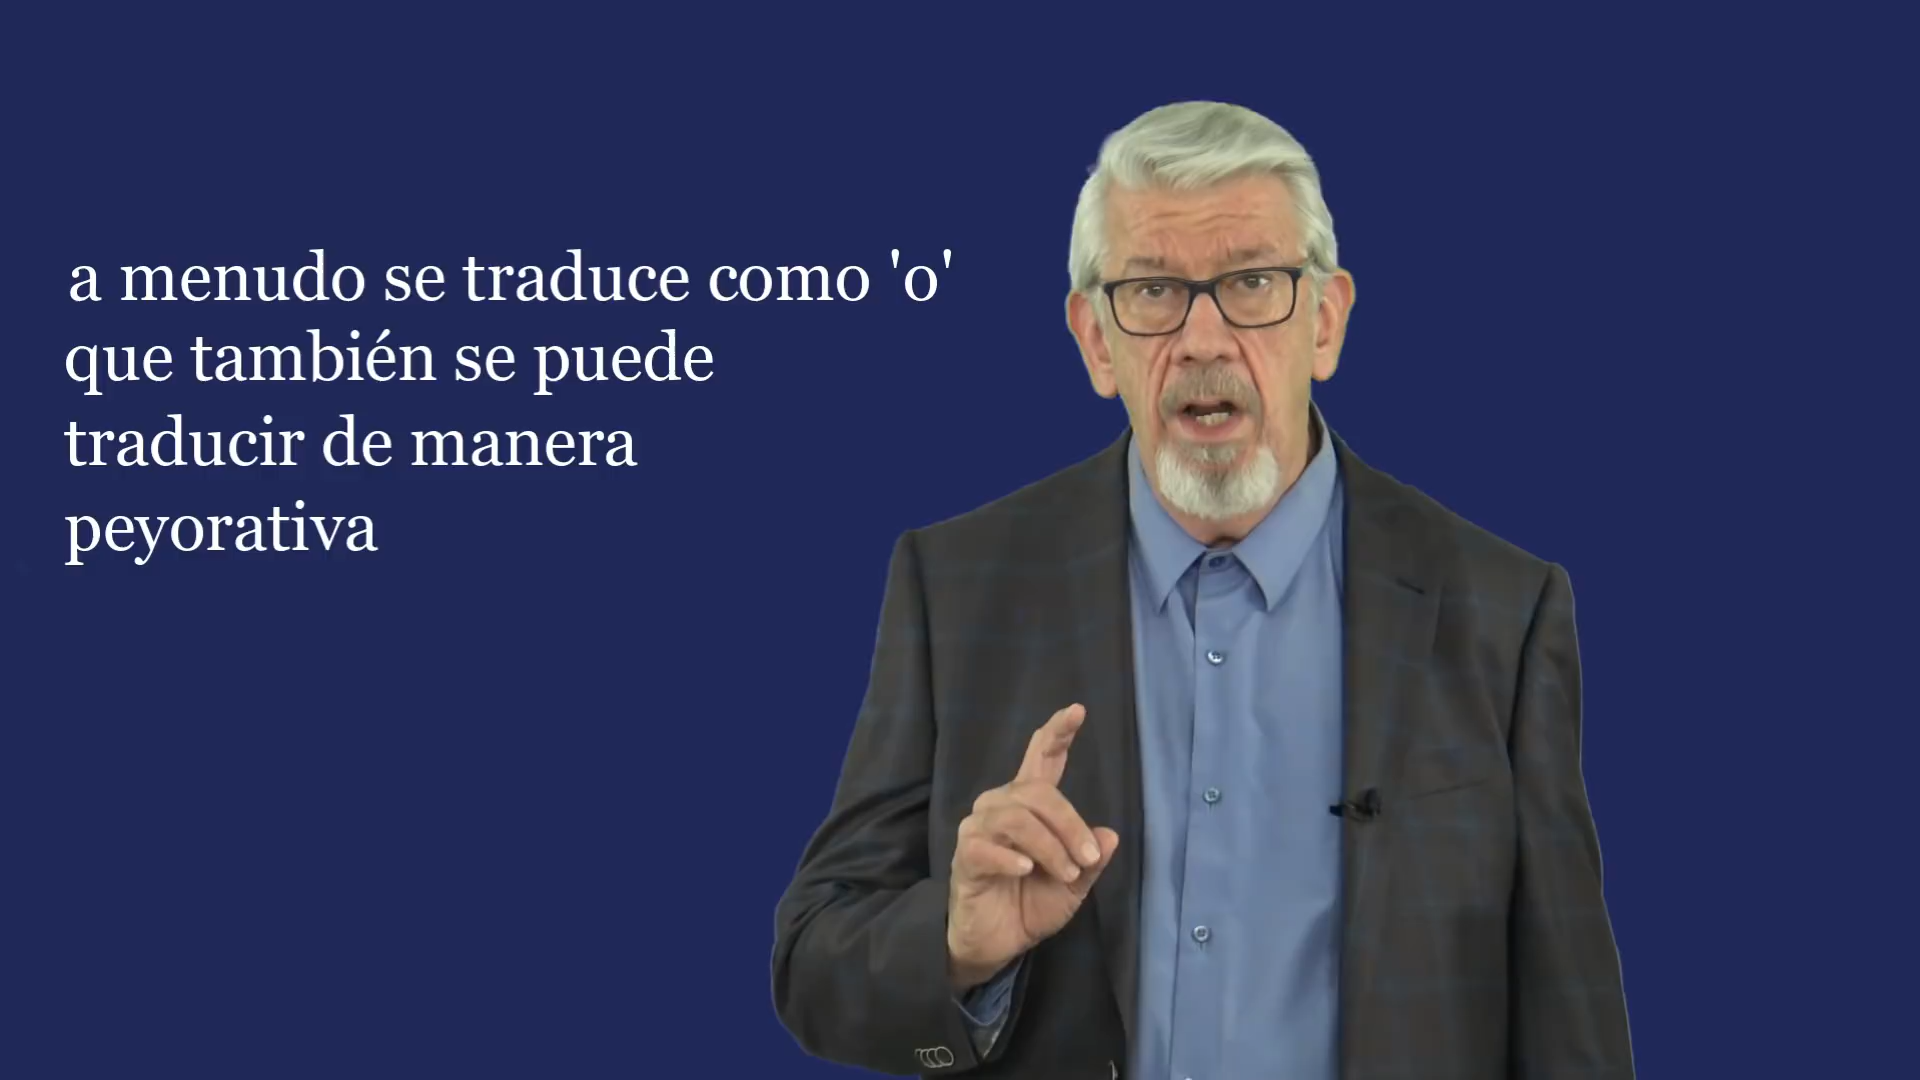 a menudo se traduce como 'o'
que también se puede
traducir de manera
peyorativa